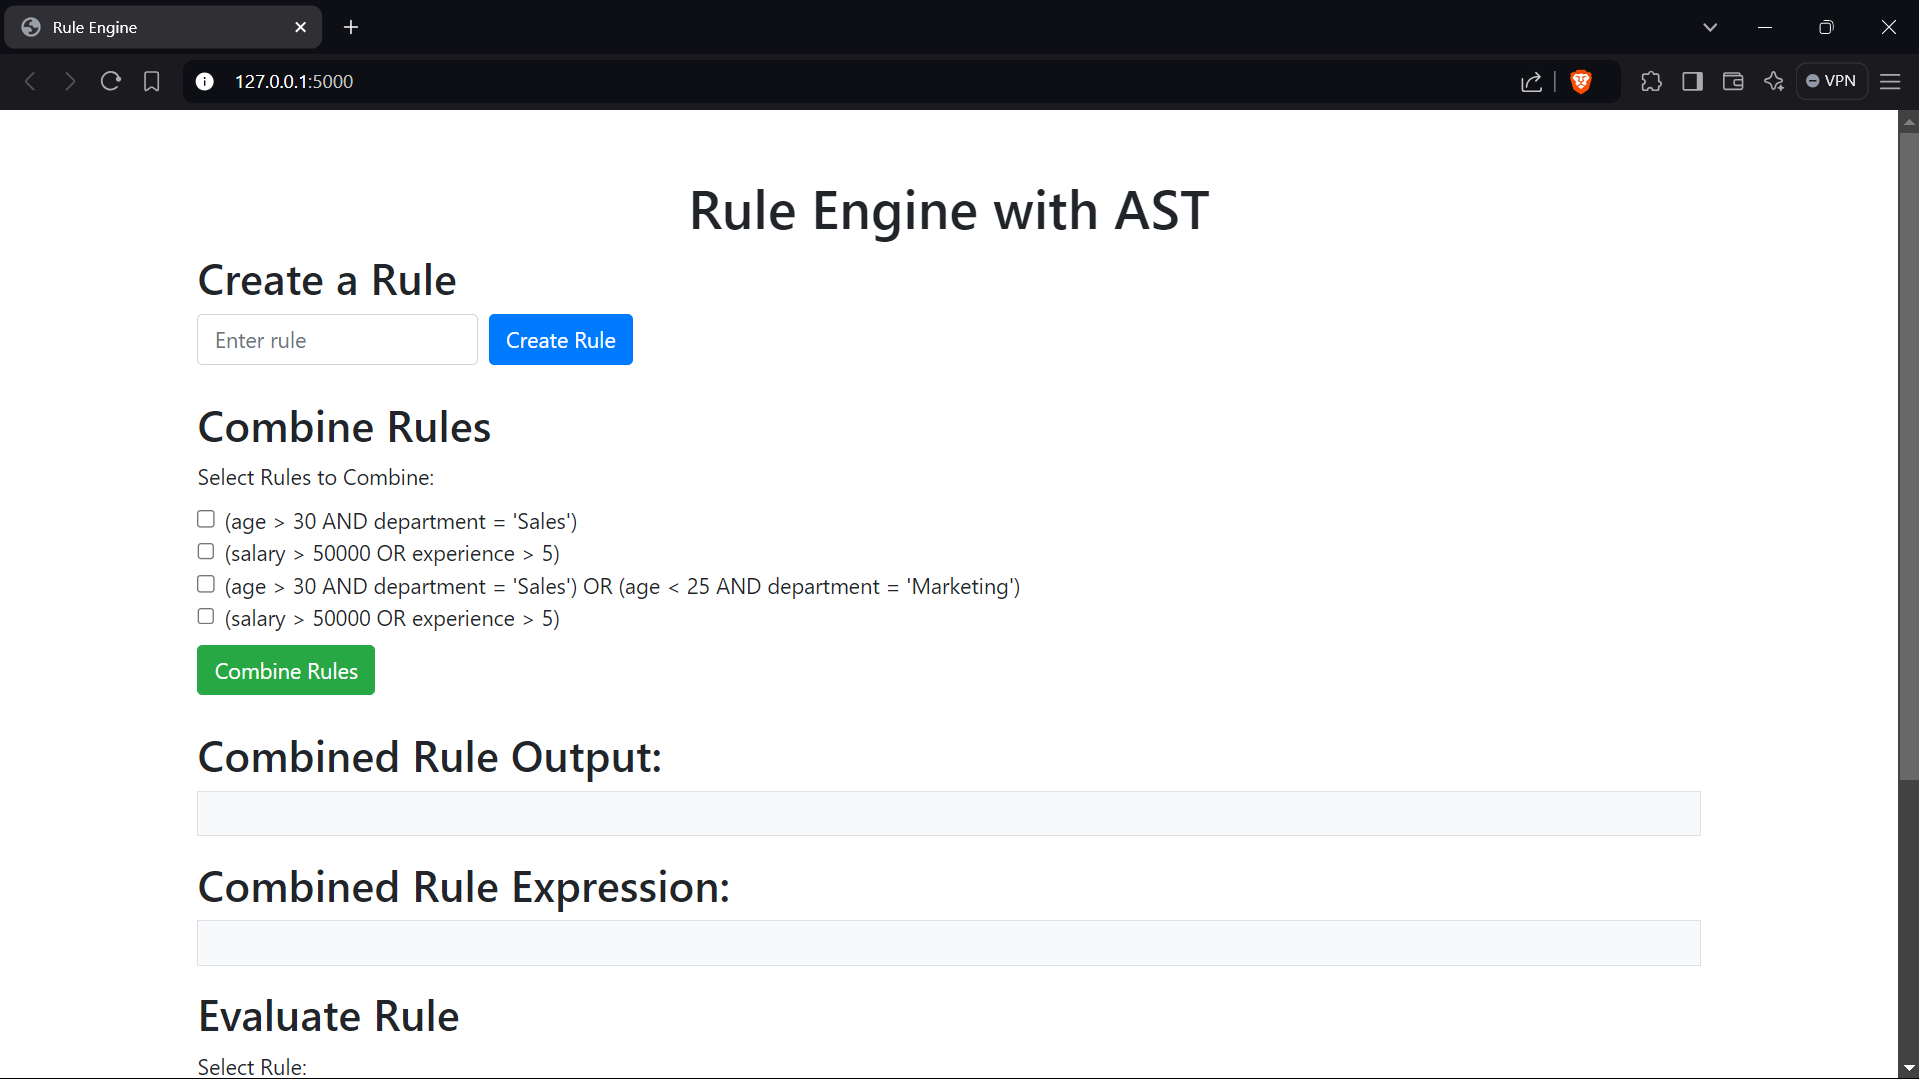 Rule Engine
127.0.0.1:5000
VPN
Rule Engine with AST
Create a Rule
Enter rule
Create Rule
Combine Rules
Select Rules to Combine:
(age > 30 AND department = 'Sales')
(salary > 50000 OR experience > 5)
(age > 30 AND department = 'Sales') OR (age < 25 AND department = 'Marketing')
(salary > 50000 OR experience > 5)
Combine Rules
Combined Rule Output:
Combined Rule Expression:
Evaluate Rule
Select Rule: